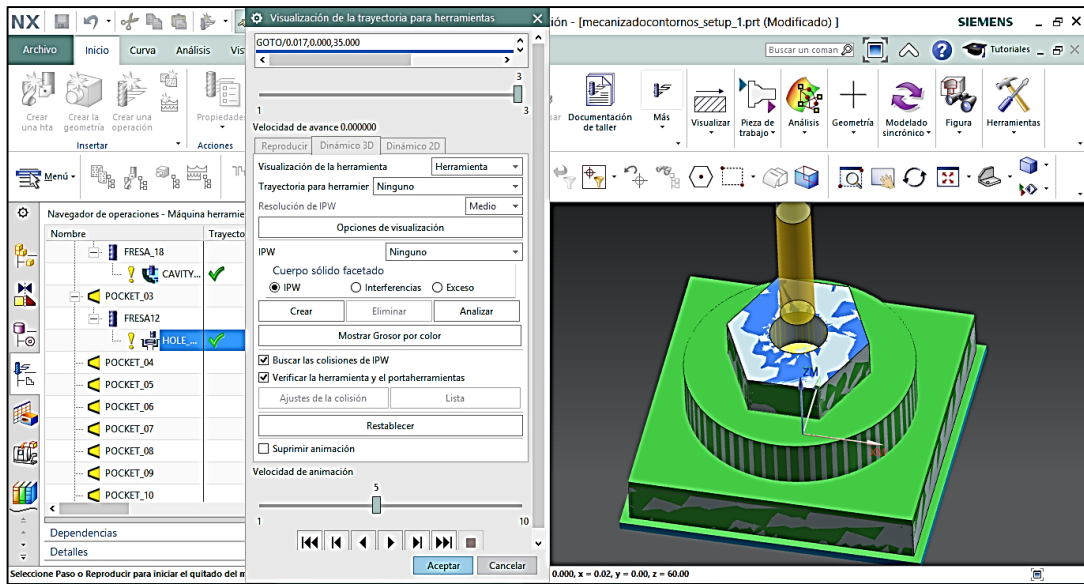 NX
Visualización de la trayectoria para herramientas
ión - [mecanizadocontornos_setup_1.prt (Modificado) ]
SIEMENS
Archivo
Inicio
Curva
Análisis
Vis
Buscar un coman
Tutoriales
GOTO/0.017,0.000,35.000
3
1
3
Velocidad de avance 0.000000
Crear una hta
Crear la geometría
Crear una operación
Propiedades
Insertar
Acciones
Documentación de taller
Más
Visualizar
Pieza de trabajo
Análisis
Geometría
Modelado sincrónico
Figura
Herramientas
Reproducir
Dinámico 3D
Dinámico 2D
Visualización de la herramienta
Herramienta
Trayectoria para herramier
Ninguno
Resolución de IPW
Medio
Opciones de visualización
IPW
Ninguno
Cuerpo sólido facetado
IPW
Interferencias
Exceso
Crear
Eliminar
Analizar
Mostrar Grosor por color
Buscar las colisiones de IPW
Verificar la herramienta y el portaherramientas
Ajustes de la colisión
Lista
Restablecer
Suprimir animación
Velocidad de animación
5
1
10
Aceptar
Cancelar
Menú
Navegador de operaciones - Máquina herramie
Nombre
Trayecto
FRESA_18
CAVITY...
POCKET_03
FRESA12
HOLE_...
POCKET_04
POCKET_05
POCKET_06
POCKET_07
POCKET_08
POCKET_09
POCKET_10
Dependencias
Detalles
ZM
XM
Seleccione Paso o Reproducir para iniciar el quitado del m
0.000, x = 0.02, y = 0.00, z = 60.00